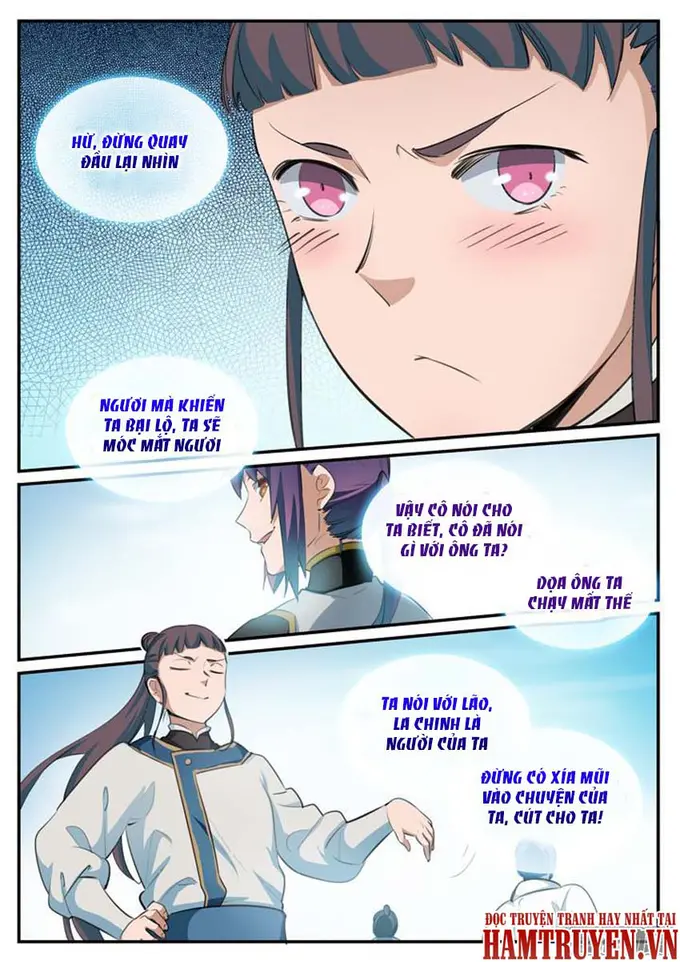 HỪ, ĐỪNG QUAY
ĐẦU LẠI NHÌN
NGƯƠI MÀ KHIẾN
TA BẠI LỘ, TA SẼ
MÓC MẮT NGƯƠI
VẬY CÔ NÓI CHO
TA BIẾT, CÔ ĐÃ NÓI
GÌ VỚI ÔNG TA?
DỌA ÔNG TA
CHẠY MẤT THẾ
TA NÓI VỚI LÃO,
LA CHINH LÀ
NGƯỜI CỦA TA
ĐỪNG CÓ XÍA MŨI
VÀO CHUYỆN CỦA
TA, CÚT CHO TA!
ĐỌC TRUYỆN TRANH HAY NHẤT TẠI
HAMTRUYEN.VN